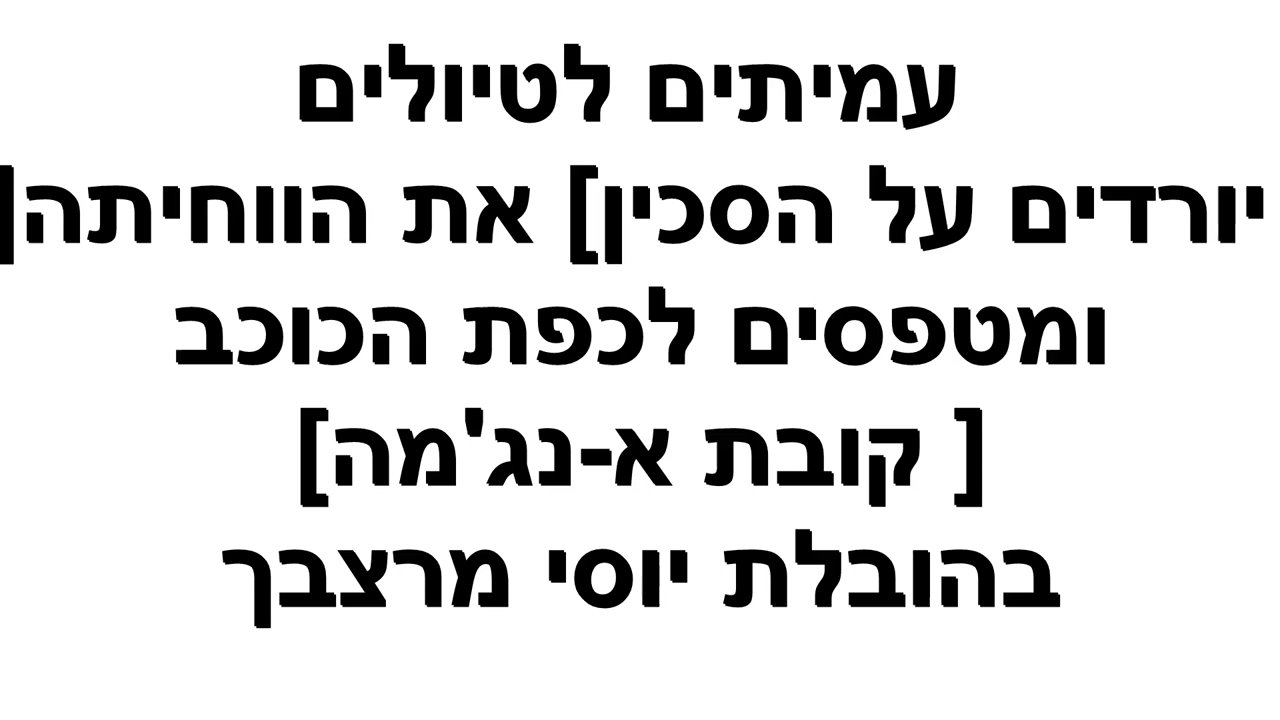 עמיתים לטיולים
יורדים על הסכין] את הווחיתה[
ומטפסים לכפת הכוכב
[ קובת א-נג'מה]
בהובלת יוסי מרצבך